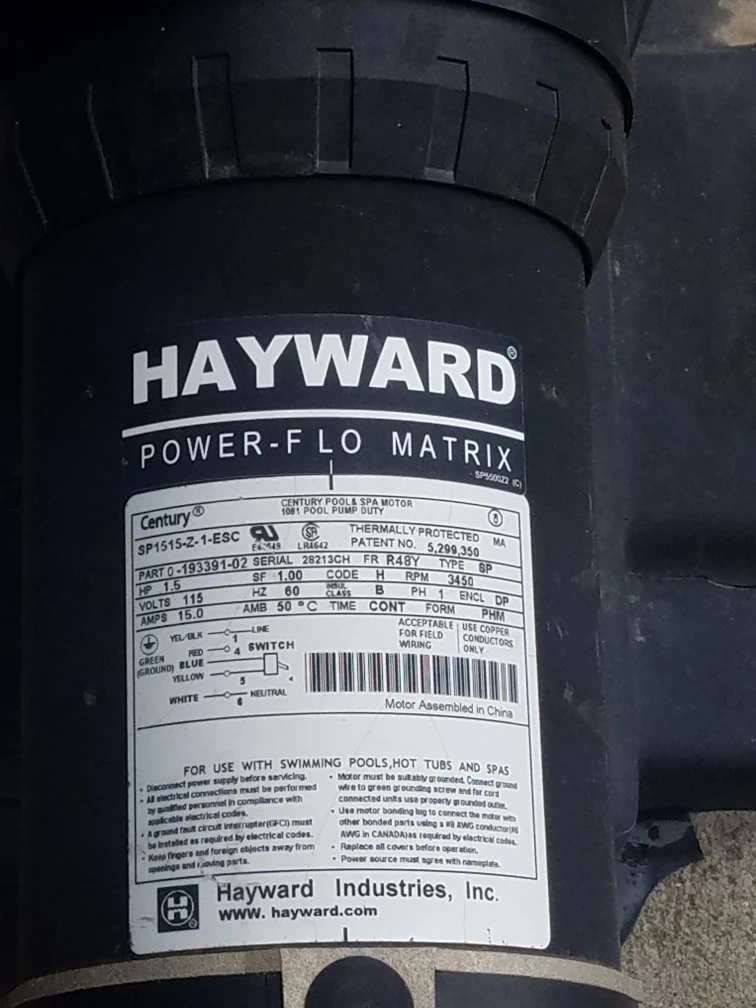 HAYWARD®
POWER-FLO MATRIX
SP5500Z2 (C)
CENTURY POOL & SPA MOTOR
Century® 1081 POOL PUMP DUTY
SP1515-Z-1-ESC THERMALLY PROTECTED MA
LR4642 PATENT NO. 5,299,350
PART 0-193391-02 SERIAL 28213CH FR R48Y TYPE SP
HP 1.5 SF 1.00 CODE H RPM 3450
VOLTS 115 HZ 60 INSUL CLASS B PH 1 ENCL DP
AMPS 15.0 AMB 50 °C TIME CONT FORM PHM
YEL/BLK 1 LINE
RED 4 SWITCH
GREEN (GROUND) BLUE
YELLOW 5
WHITE 6 NEUTRAL
ACCEPTABLE FOR FIELD WIRING
USE COPPER CONDUCTORS ONLY
Motor Assembled in China
FOR USE WITH SWIMMING POOLS,HOT TUBS AND SPAS
• Disconnect power supply before servicing.
• All electrical connections must be performed
by qualified personnel in compliance with
applicable electrical codes.
• A ground fault circuit interrupter(GFCI) must
be installed as required by electrical codes.
• Keep fingers and foreign objects away from
openings and moving parts.
• Motor must be suitably grounded. Connect ground
wire to green grounding screw and for cord
connected units use properly grounded outlet.
• Use motor bonding lug to connect the motor with
other bonded parts using a #8 AWG conductor(#6
AWG in CANADA)as required by electrical codes.
• Replace all covers before operation.
• Power source must agree with nameplate.
Hayward Industries, Inc.
www. hayward.com